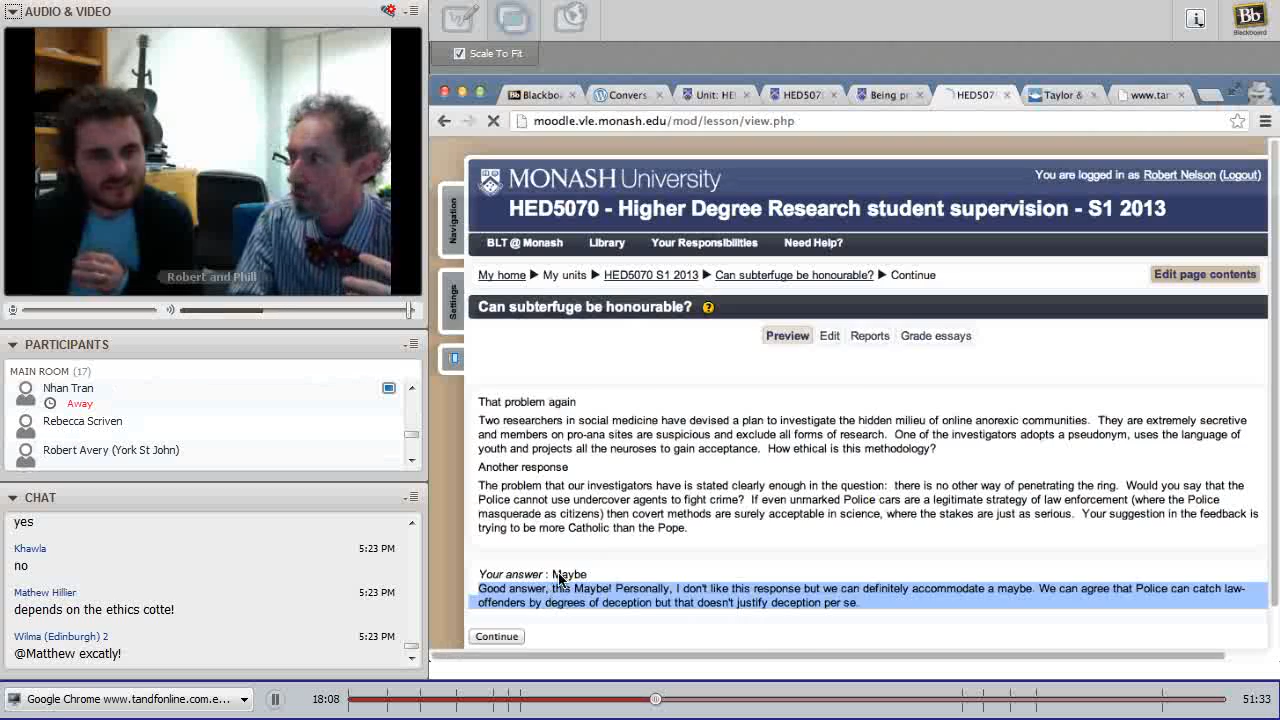 AUDIO & VIDEO
Robert and Phill
PARTICIPANTS
MAIN ROOM (17)
Nhan Tran
Away
Rebecca Scriven
Robert Avery (York St John)
CHAT
yes
Khawla 5:23 PM
no
Mathew Hillier 5:23 PM
depends on the ethics cotte!
Wilma (Edinburgh) 2 5:23 PM
@Matthew excatly!
Google Chrome www.tandfonline.com.e...
18:08
51:33
Bb
Blackboard
Scale To Fit
Bb Blackbo
Convers
Unit: HE
HED507
Being pr
HED507
Taylor &
www.tar
moodle.vle.monash.edu/mod/lesson/view.php
Navigation
Settings
MONASH University
You are logged in as Robert Nelson (Logout)
HED5070 - Higher Degree Research student supervision - S1 2013
BLT @ Monash Library Your Responsibilities Need Help?
My home ▶ My units ▶ HED5070 S1 2013 ▶ Can subterfuge be honourable? ▶ Continue
Edit page contents
Can subterfuge be honourable? ?
Preview Edit Reports Grade essays
That problem again
Two researchers in social medicine have devised a plan to investigate the hidden milieu of online anorexic communities. They are extremely secretive
and members on pro-ana sites are suspicious and exclude all forms of research. One of the investigators adopts a pseudonym, uses the language of
youth and projects all the neuroses to gain acceptance. How ethical is this methodology?
Another response
The problem that our investigators have is stated clearly enough in the question: there is no other way of penetrating the ring. Would you say that the
Police cannot use undercover agents to fight crime? If even unmarked Police cars are a legitimate strategy of law enforcement (where the Police
masquerade as citizens) then covert methods are surely acceptable in science, where the stakes are just as serious. Your suggestion in the feedback is
trying to be more Catholic than the Pope.
Your answer : Maybe
Good answer, this Maybe! Personally, I don't like this response but we can definitely accommodate a maybe. We can agree that Police can catch law-
offenders by degrees of deception but that doesn't justify deception per se.
Continue